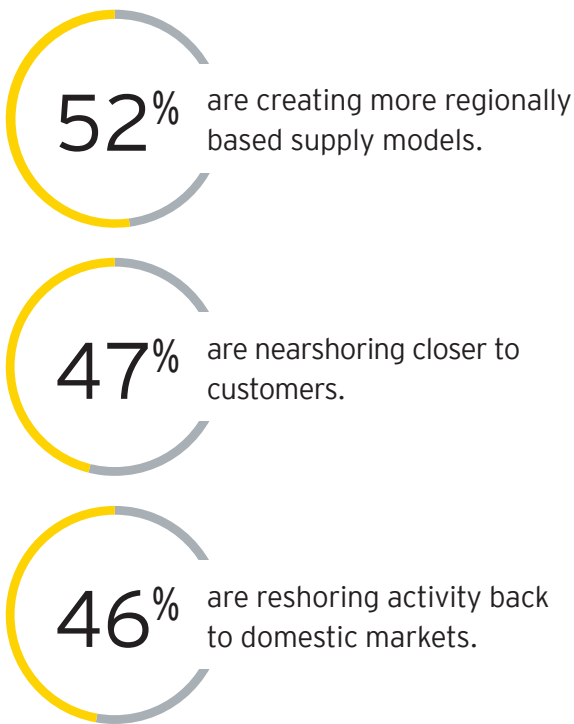 52% are creating more regionally
based supply models.
47% are nearshoring closer to
customers.
46% are reshoring activity back
to domestic markets.